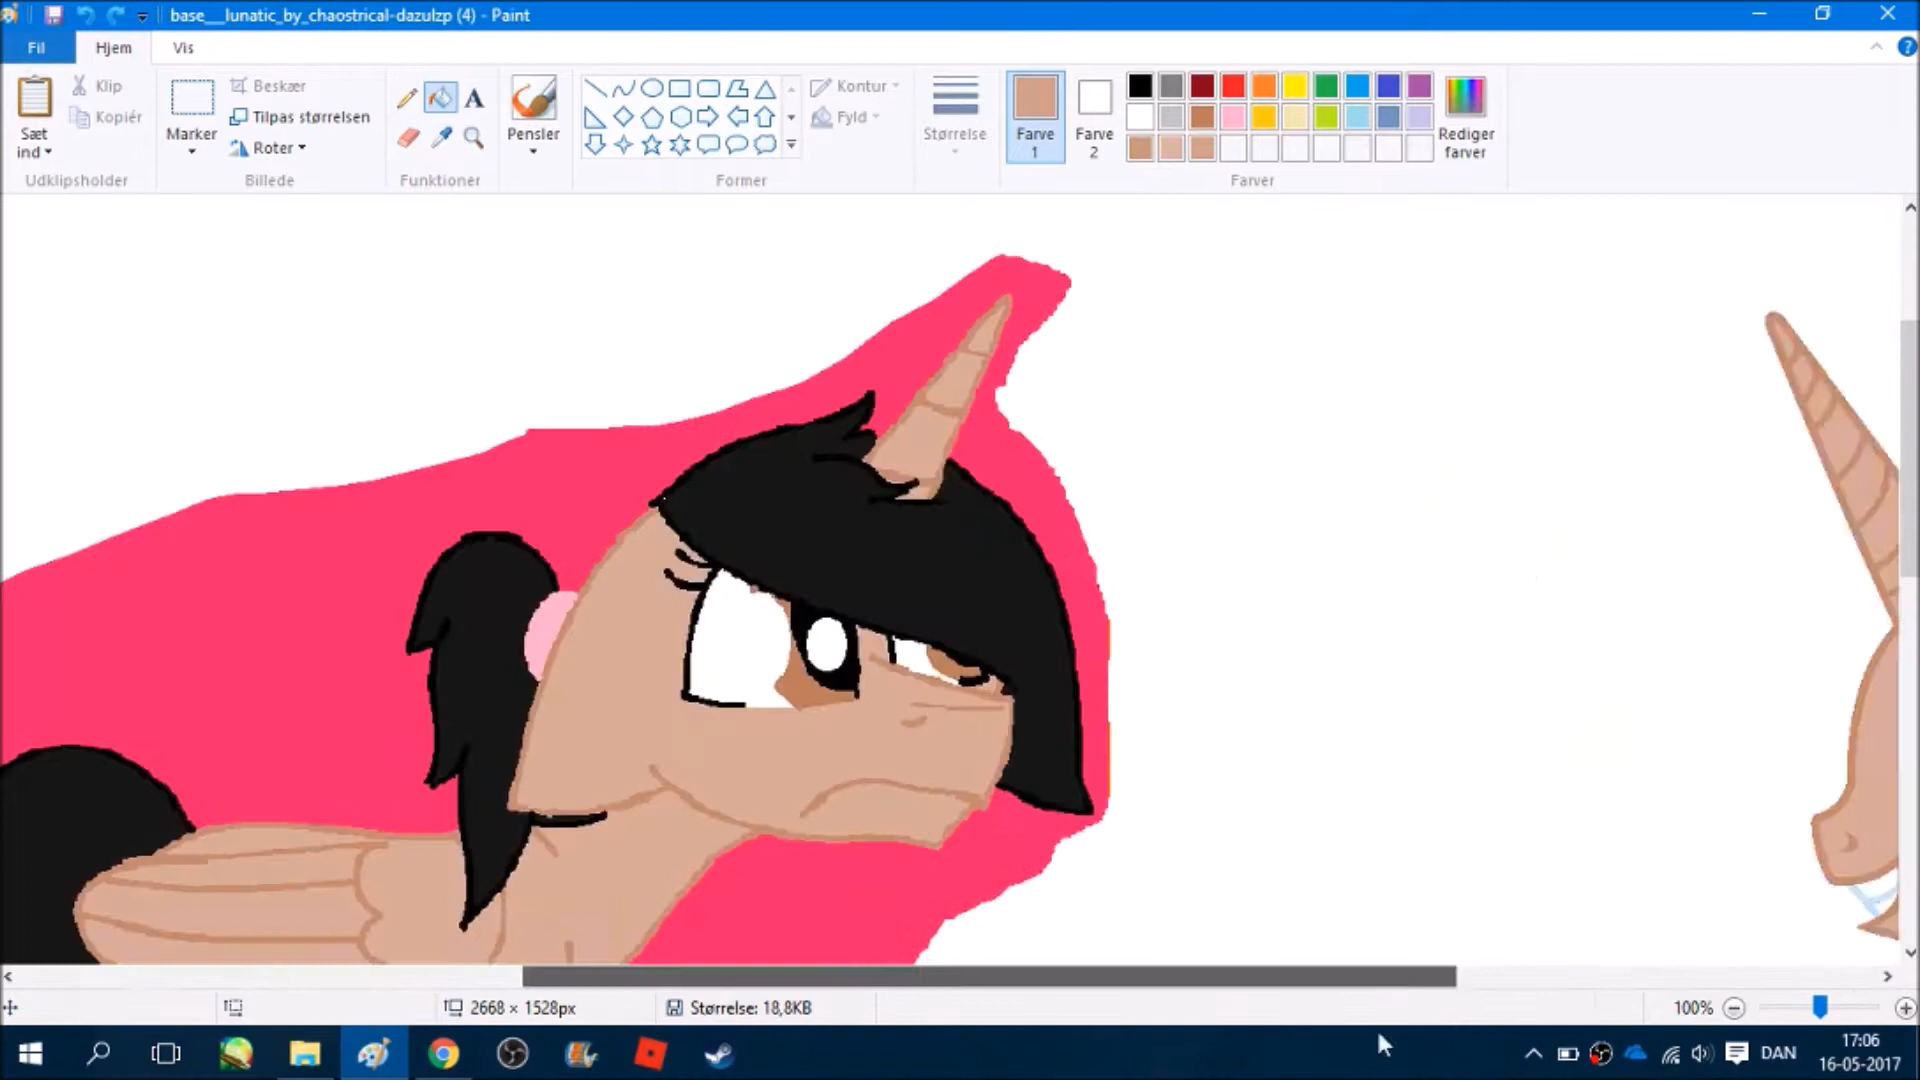 base__lunatic_by_chaostrical-dazulzp (4) - Paint
Fil Hjem Vis
Sæt ind
Klip
Kopiér
Udklipsholder
Marker
Beskær
Tilpas størrelsen
Roter
Billede
A
Funktioner
Pensler
Kontur
Fyld
Former
Størrelse
Farve 1
Farve 2
Rediger farver
Farver
2668 × 1528px
Størrelse: 18,8KB
100%
DAN
17:06
16-05-2017